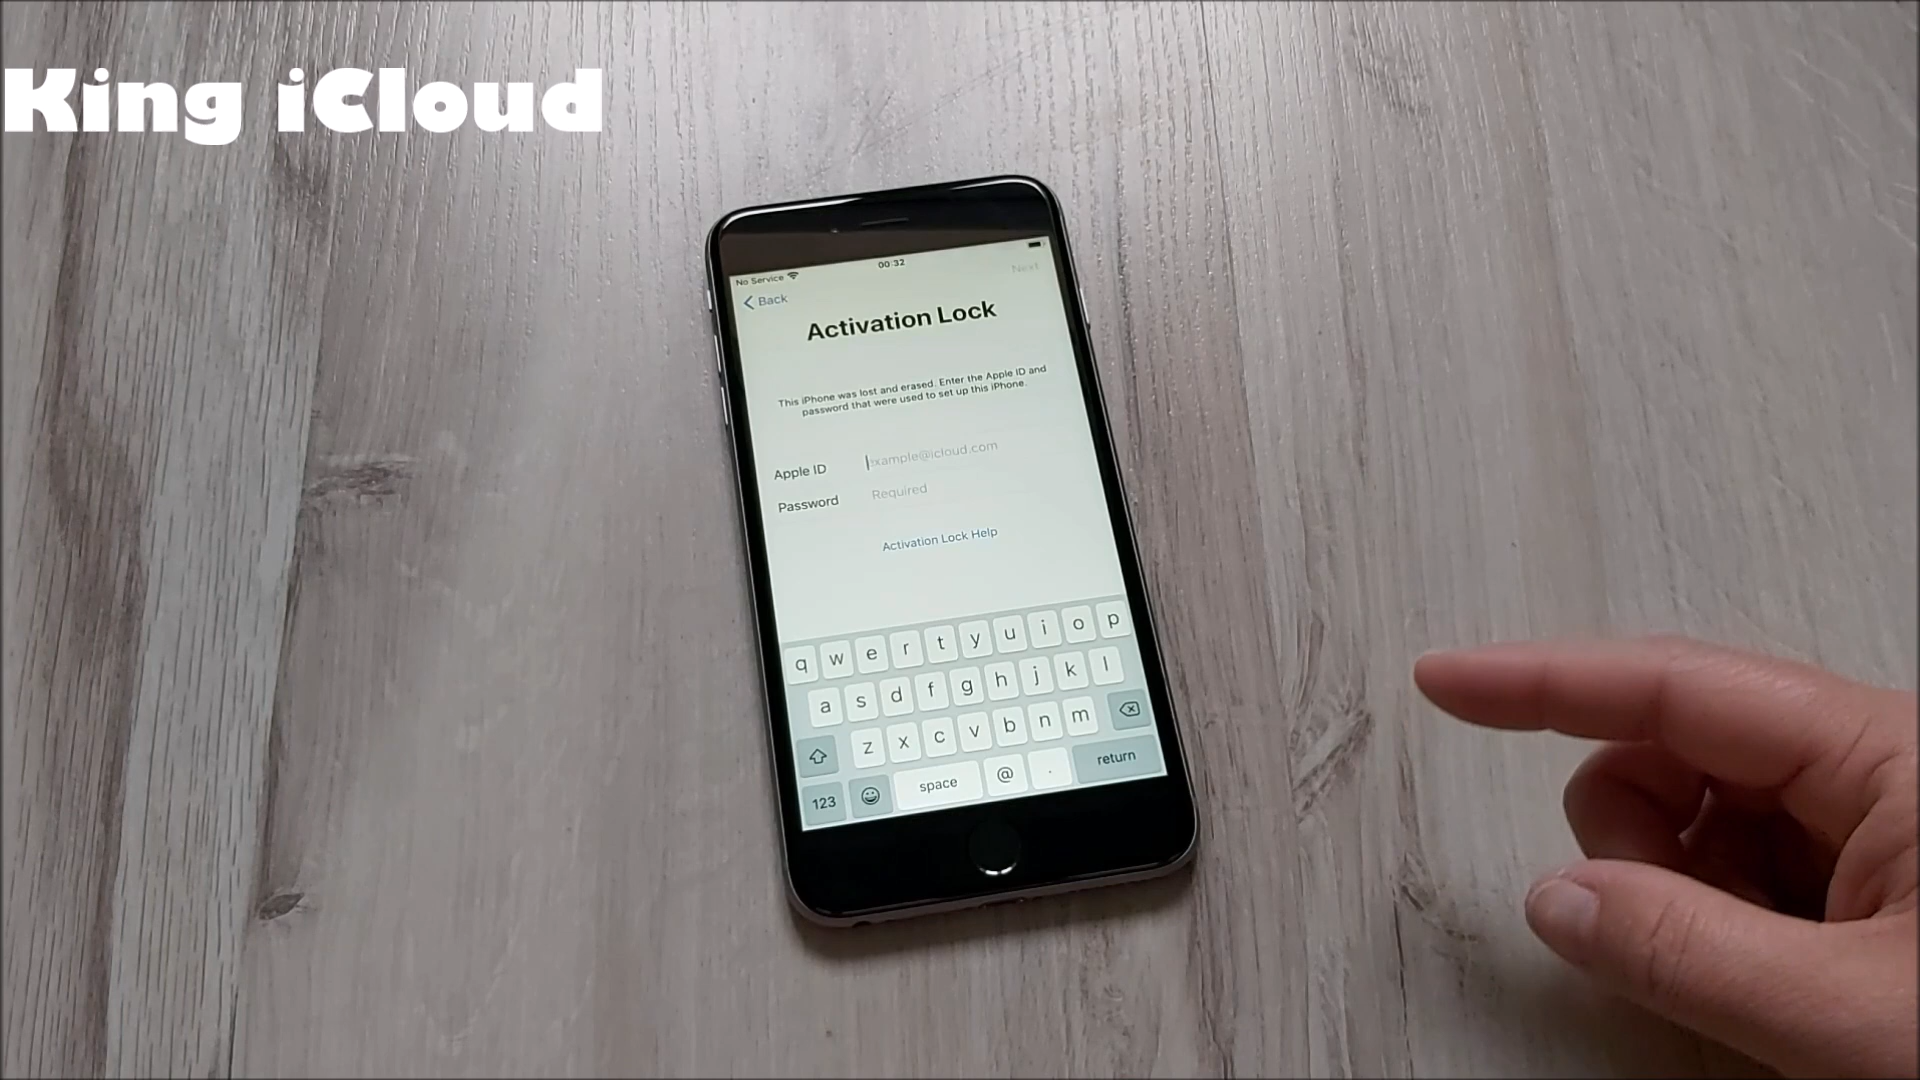 King iCloud
No Service
00:32
Back
Next
Activation Lock
This iPhone was lost and erased. Enter the Apple ID and
password that were used to set up this iPhone.
Apple ID
example@icloud.com
Password
Required
Activation Lock Help
q w e r t y u i o p
a s d f g h j k l
z x c v b n m
123 space @ . return